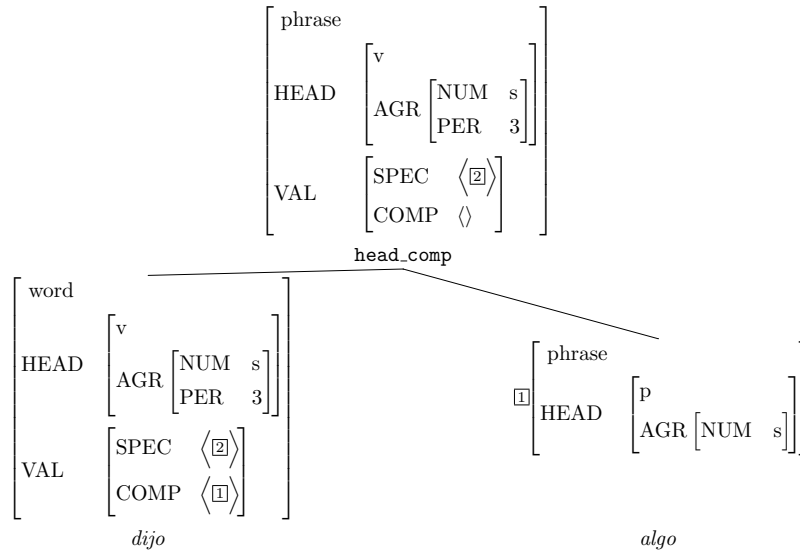 phrase
HEAD v
AGR NUM s
PER 3
VAL SPEC ⟨2⟩
COMP ⟨⟩
head_comp
word
HEAD v
AGR NUM s
PER 3
VAL SPEC ⟨2⟩
COMP ⟨1⟩
dijo
1 phrase
HEAD p
AGR NUM s
algo